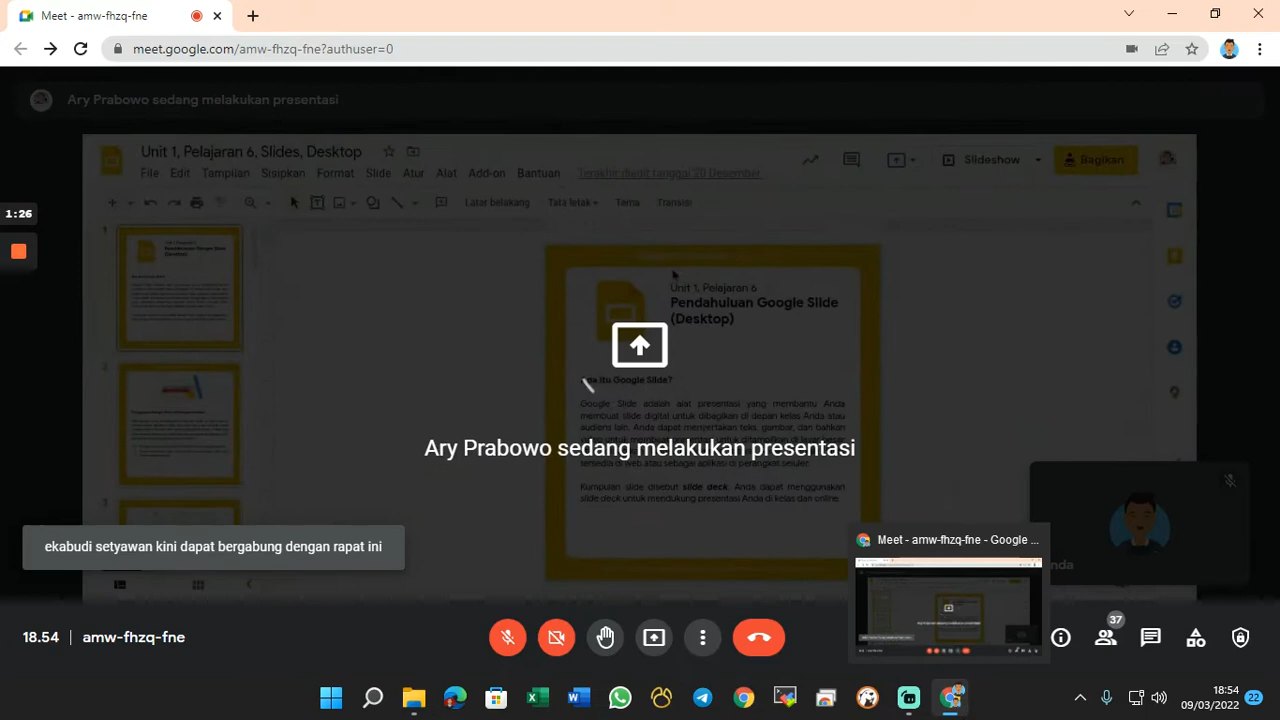 Meet - amw-fhzq-fne
meet.google.com/amw-fhzq-fne?authuser=0
Ary Prabowo sedang melakukan presentasi
Unit 1, Pelajaran 6, Slides, Desktop
File Edit Tampilan Sisipkan Format Slide Atur Alat Add-on Bantuan Terakhir diedit tanggal 20 Desember
Slideshow
Bagikan
Latar belakang Tata letak Tema Transisi
1:26
1
2
3
Unit 1, Pelajaran 6
Pendahuluan Google Slide
(Desktop)
Apa itu Google Slide?
Google Slide adalah alat presentasi yang membantu Anda
membuat slide digital untuk dibagikan di depan kelas Anda atau
audiens lain. Anda dapat menyertakan teks, gambar, dan bahkan
Ary Prabowo sedang melakukan presentasi
tersedia di web atau sebagai aplikasi di perangkat seluler.
Kumpulan slide disebut slide deck. Anda dapat menggunakan
slide deck untuk mendukung presentasi Anda di kelas dan online.
ekabudi setyawan kini dapat bergabung dengan rapat ini
Meet - amw-fhzq-fne - Google ...
18.54 amw-fhzq-fne
37
18:54
09/03/2022
22